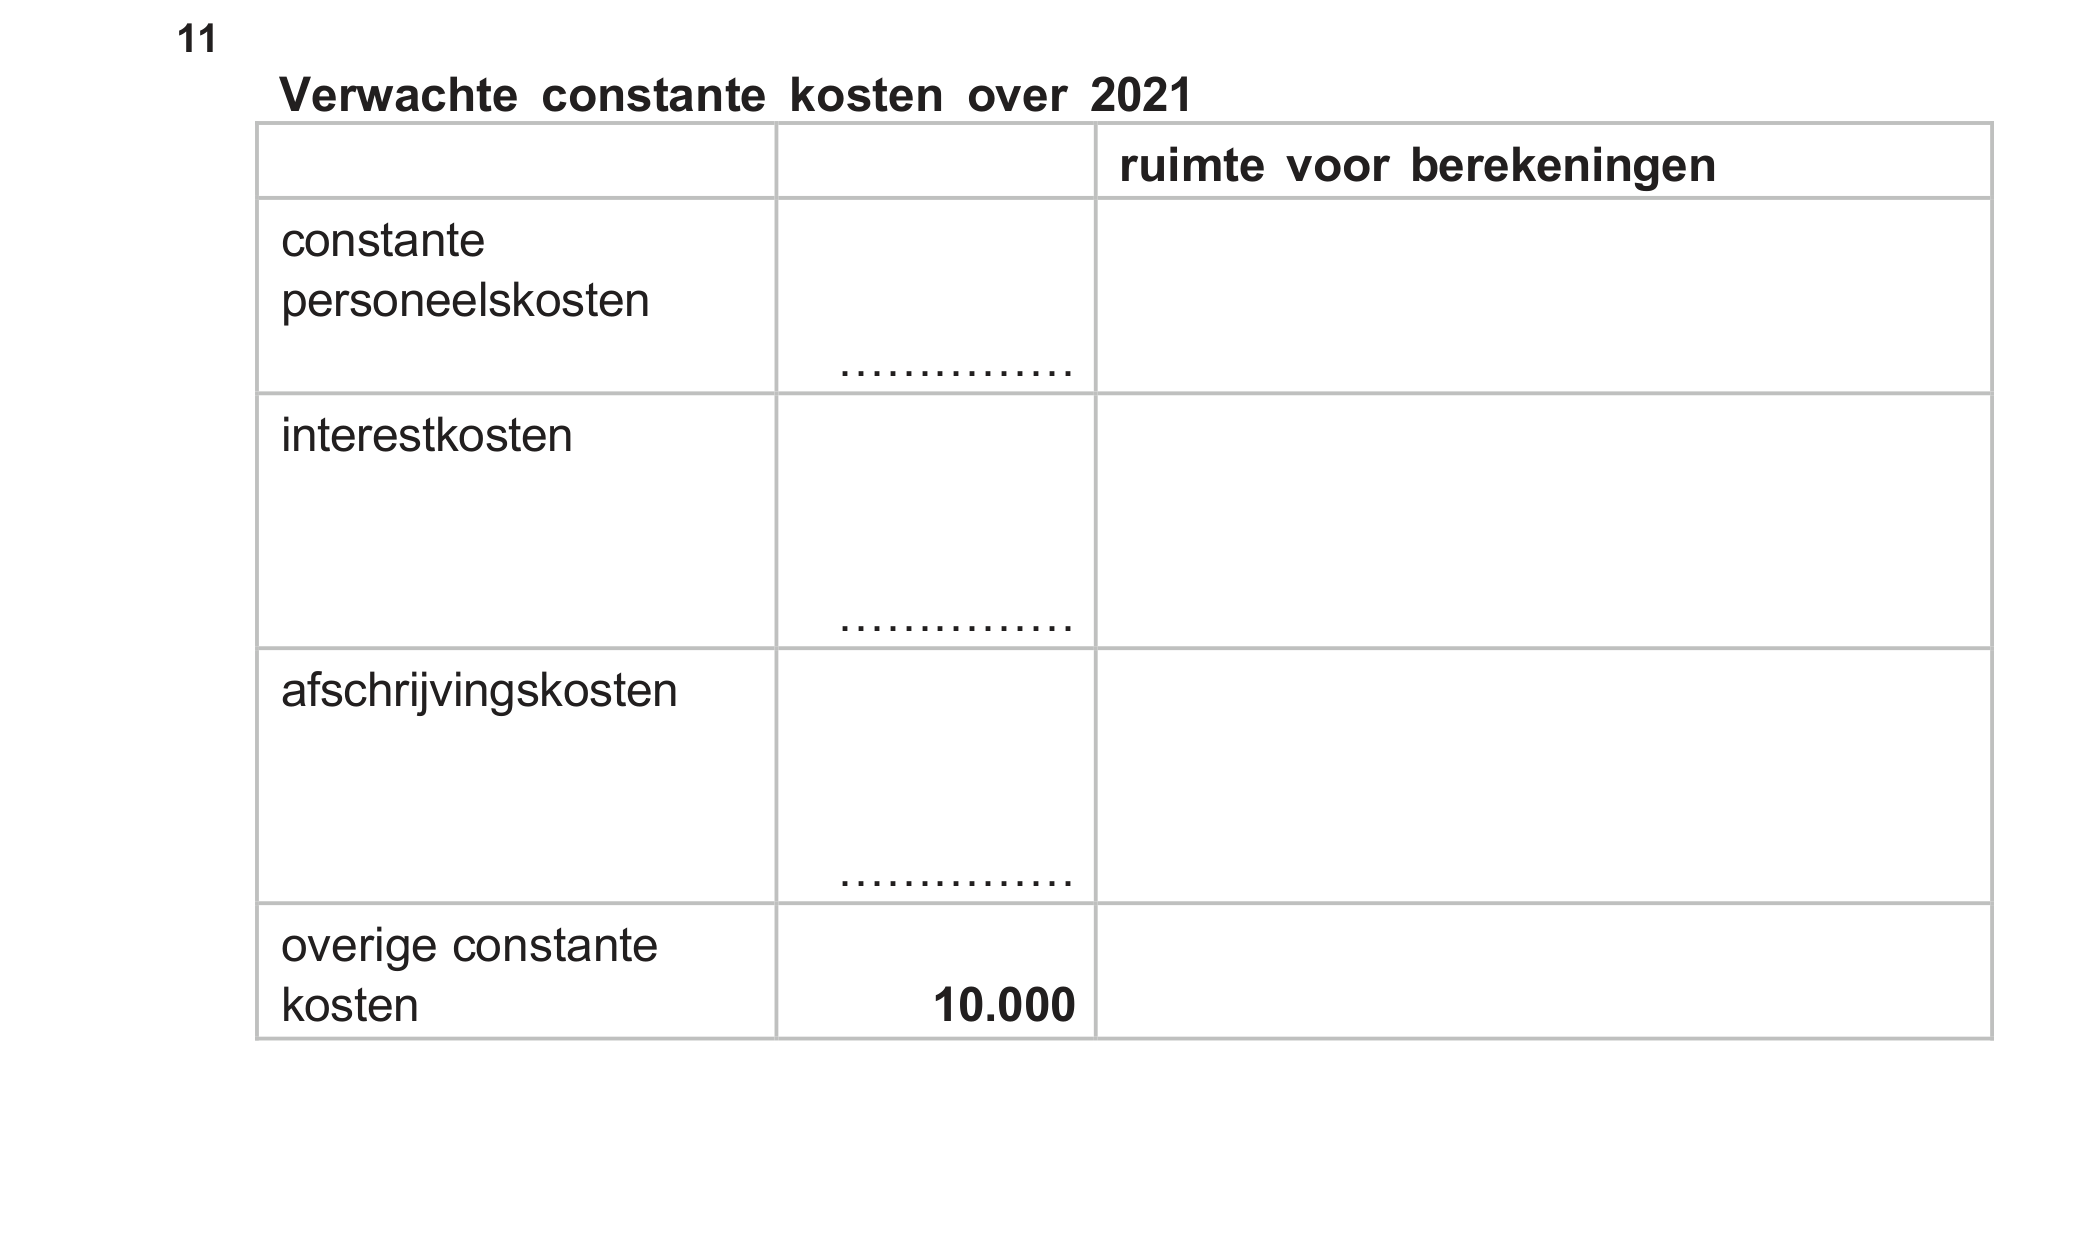 11
Verwachte constante kosten over 2021
ruimte voor berekeningen
constante
personeelskosten
...............
interestkosten
...............
afschrijvingskosten
...............
overige constante
kosten
10.000